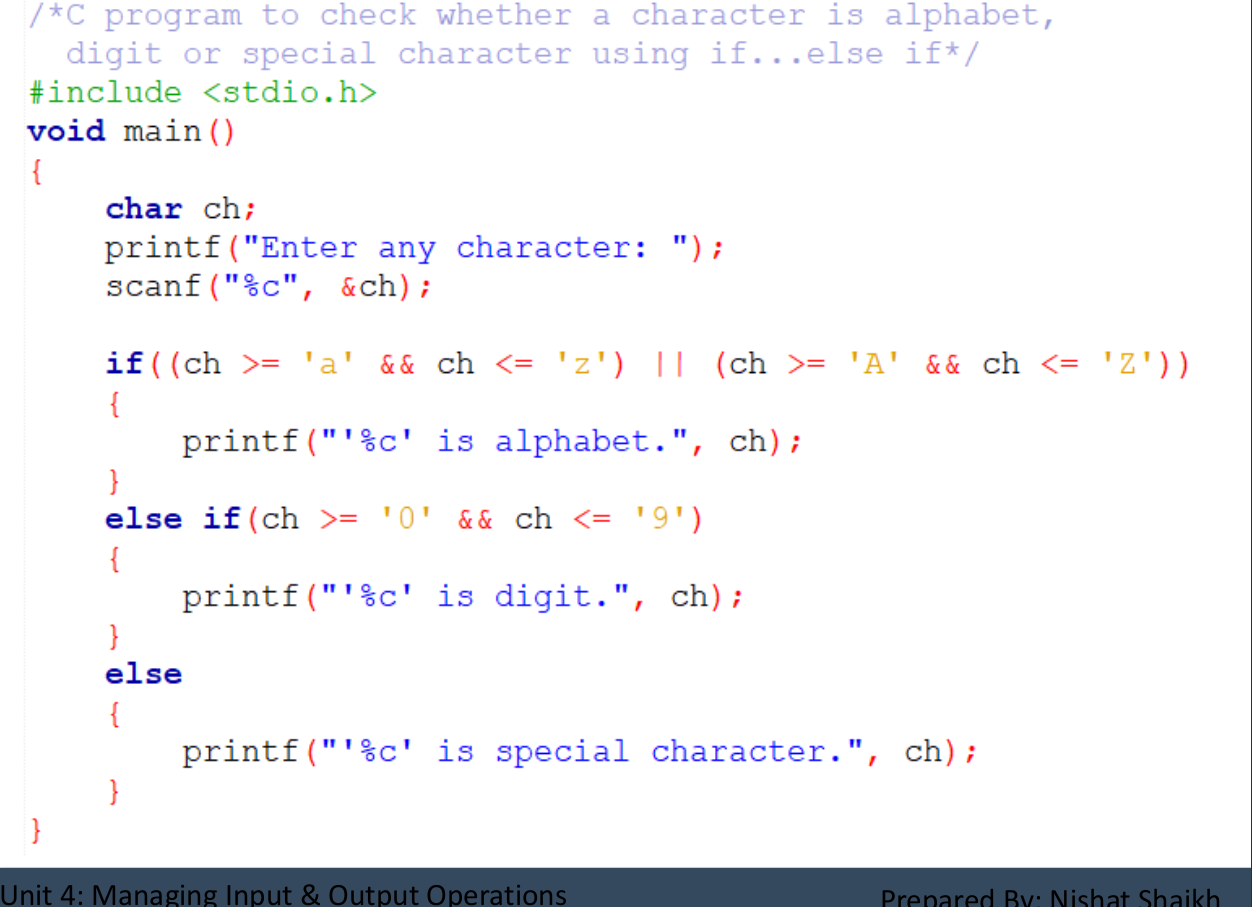 /*C program to check whether a character is alphabet,
  digit or special character using if...else if*/
#include <stdio.h>
void main()
{
    char ch;
    printf("Enter any character: ");
    scanf("%c", &ch);

    if((ch >= 'a' && ch <= 'z') || (ch >= 'A' && ch <= 'Z'))
    {
        printf("'%c' is alphabet.", ch);
    }
    else if(ch >= '0' && ch <= '9')
    {
        printf("'%c' is digit.", ch);
    }
    else
    {
        printf("'%c' is special character.", ch);
    }
}
Unit 4: Managing Input & Output Operations
Prepared By: Nishat Shaikh